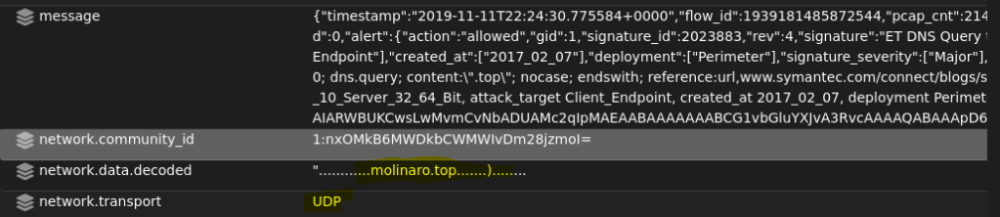 message {"timestamp":"2019-11-11T22:24:30.775584+0000","flow_id":1939181485872544,"pcap_cnt":214
d":0,"alert":{"action":"allowed","gid":1,"signature_id":2023883,"rev":4,"signature":"ET DNS Query
Endpoint"],"created_at":["2017_02_07"],"deployment":["Perimeter"],"signature_severity":["Major"],
0; dns.query; content:\".top\"; nocase; endswith; reference:url,www.symantec.com/connect/blogs/s
_10_Server_32_64_Bit, attack_target Client_Endpoint, created_at 2017_02_07, deployment Perimet
AIARWBUKCwsLwMvmCvNbADUAMc2qIpMAEAABAAAAAAABCG1vbGluYXJvA3RvcAAAAQABAAApD6
network.community_id 1:nxOMkB6MWDkbCWMWIvDm28jzmoI=
network.data.decoded "............molinaro.top.......)........
network.transport UDP